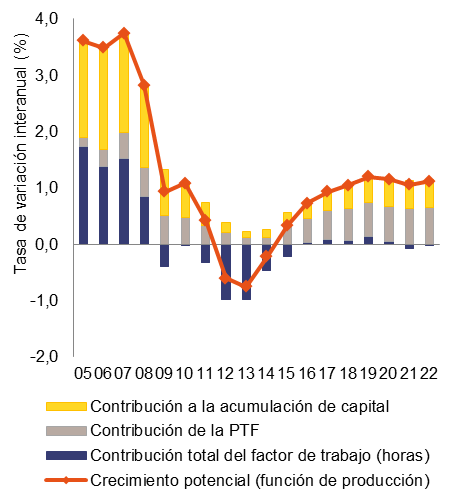 Tasa de variación interanual (%)
4,0
3,0
2,0
1,0
0,0
-1,0
-2,0
05 06 07 08 09 10 11 12 13 14 15 16 17 18 19 20 21 22
Contribución a la acumulación de capital
Contribución de la PTF
Contribución total del factor de trabajo (horas)
Crecimiento potencial (función de producción)